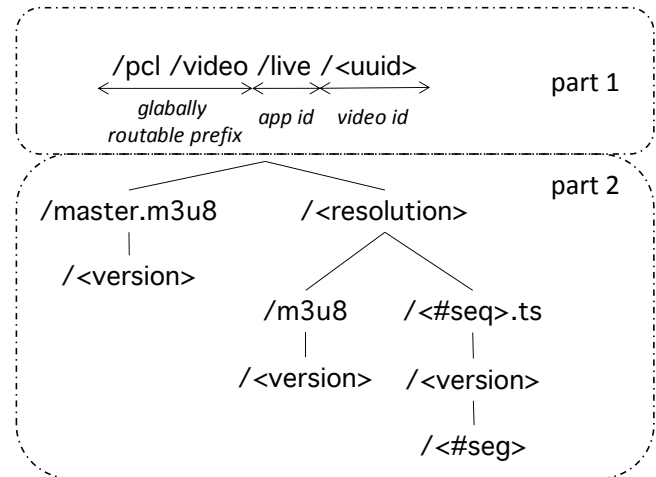 /pcl /video /live /<uuid>
part 1
glabally app id video id
routable prefix
part 2
/master.m3u8 /<resolution>
/<version>
/m3u8 /<#seq>.ts
/<version> /<version>
/<#seg>